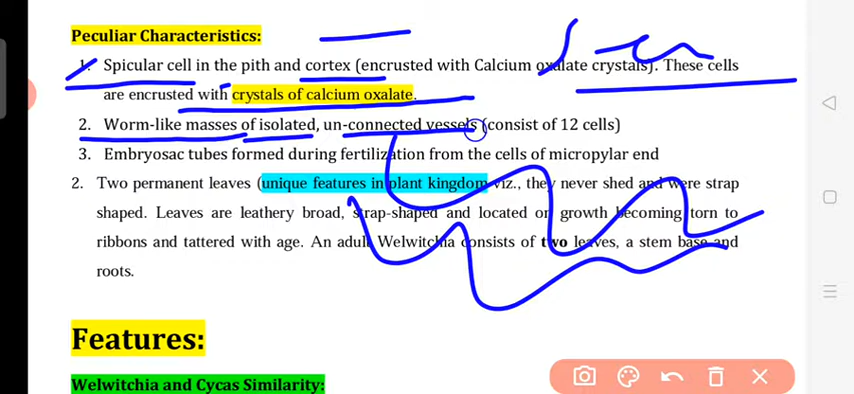 Peculiar Characteristics:
1. Spicular cell in the pith and cortex (encrusted with Calcium oxalate crystals). These cells
are encrusted with crystals of calcium oxalate.
2. Worm-like masses of isolated, un-connected vessels (consist of 12 cells)
3. Embryosac tubes formed during fertilization from the cells of micropylar end
2. Two permanent leaves (unique features in plant kingdom viz., they never shed and were strap
shaped. Leaves are leathery broad, strap-shaped and located on growth becoming torn to
ribbons and tattered with age. An adult Welwitchia consists of two leaves, a stem base and
roots.
Features:
Welwitchia and Cycas Similarity: